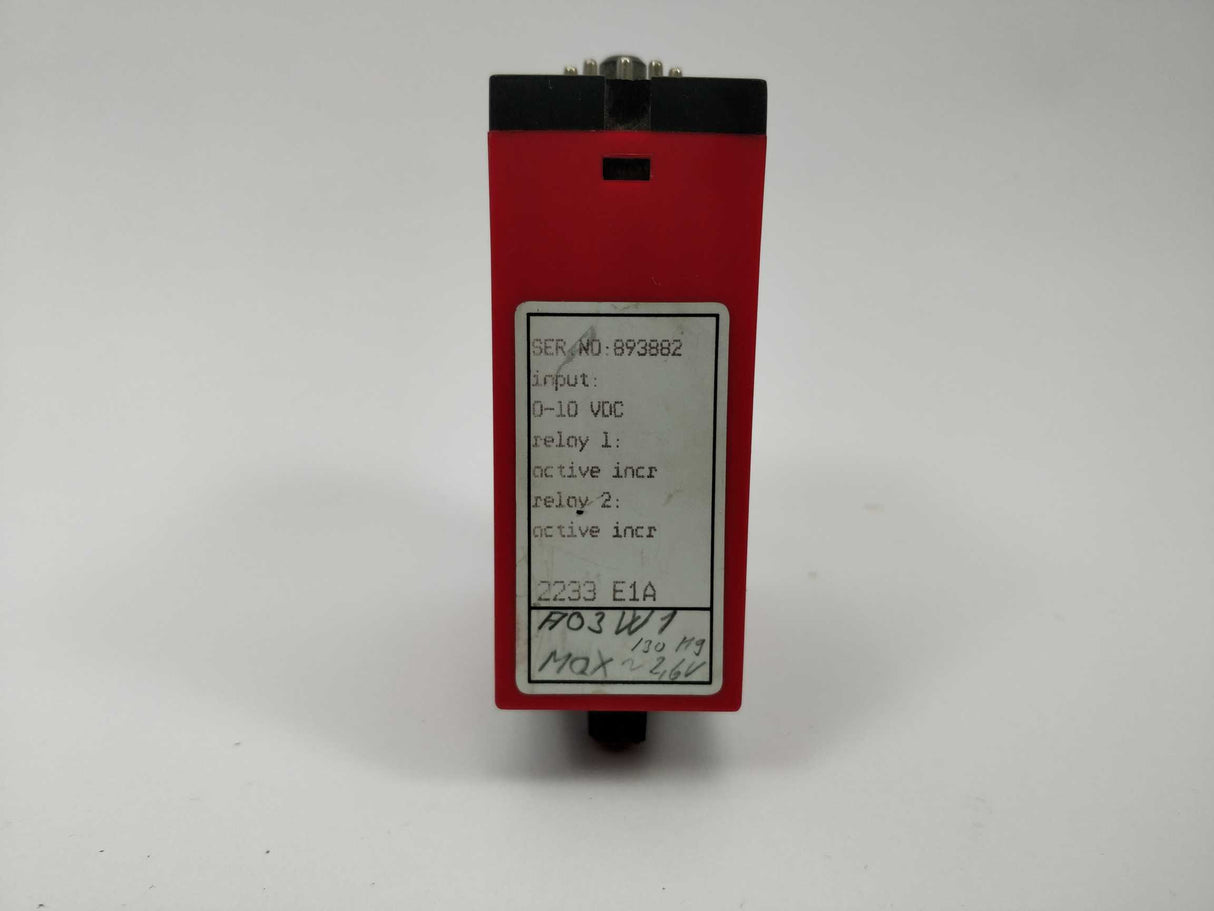 SER.NO:893882
input:
0-10 VDC
relay 1:
active incr
relay 2:
active incr
2233 E1A
A03W1
130 Mg
MAX ~ 2,6V